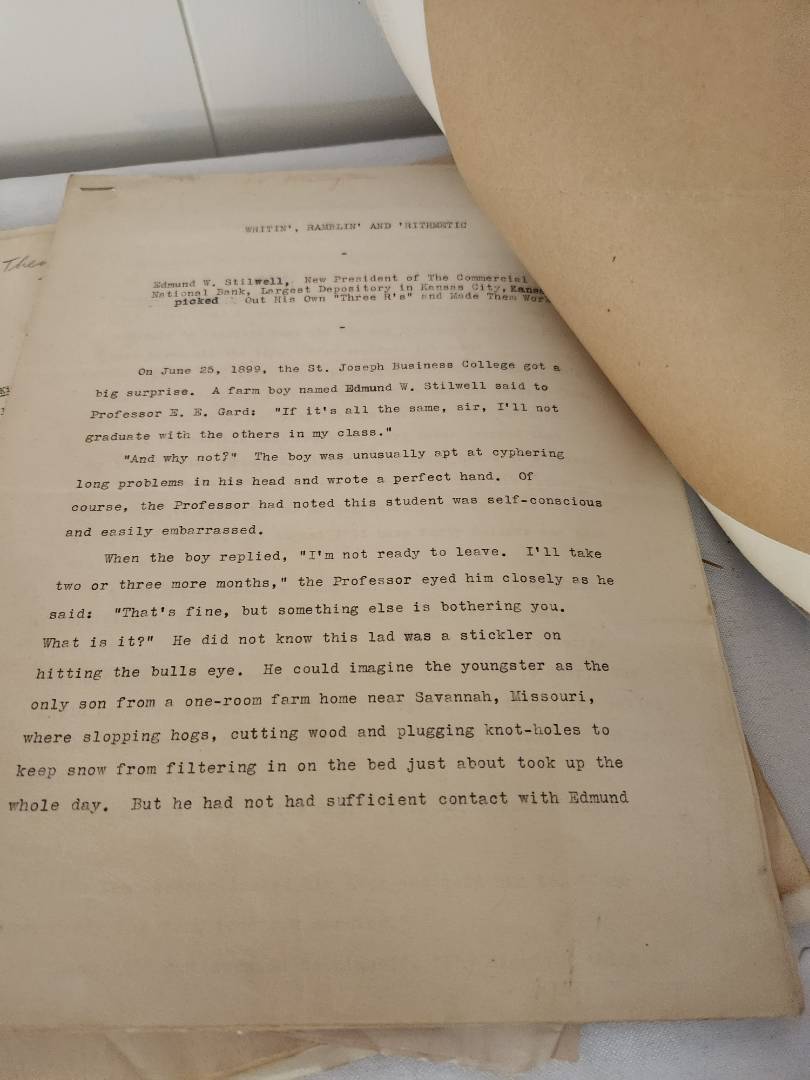 WRITIN', RAMBLIN' AND 'RITHMETIC
-
Edmund W. Stilwell, New President of The Commercial
National Bank, Largest Depository in Kansas City,
picked Out His Own "Three R's" and Made Them
-
On June 25, 1899, the St. Joseph Business College got a
big surprise. A farm boy named Edmund W. Stilwell said to
Professor E. E. Gard: "If it's all the same, sir, I'll not
graduate with the others in my class."
"And why not?" The boy was unusually apt at cyphering
long problems in his head and wrote a perfect hand. Of
course, the Professor had noted this student was self-conscious
and easily embarrassed.
When the boy replied, "I'm not ready to leave. I'll take
two or three more months," the Professor eyed him closely as he
said: "That's fine, but something else is bothering you.
What is it?" He did not know this lad was a stickler on
hitting the bulls eye. He could imagine the youngster as the
only son from a one-room farm home near Savannah, Missouri,
where slopping hogs, cutting wood and plugging knot-holes to
keep snow from filtering in on the bed just about took up the
whole day. But he had not had sufficient contact with Edmund